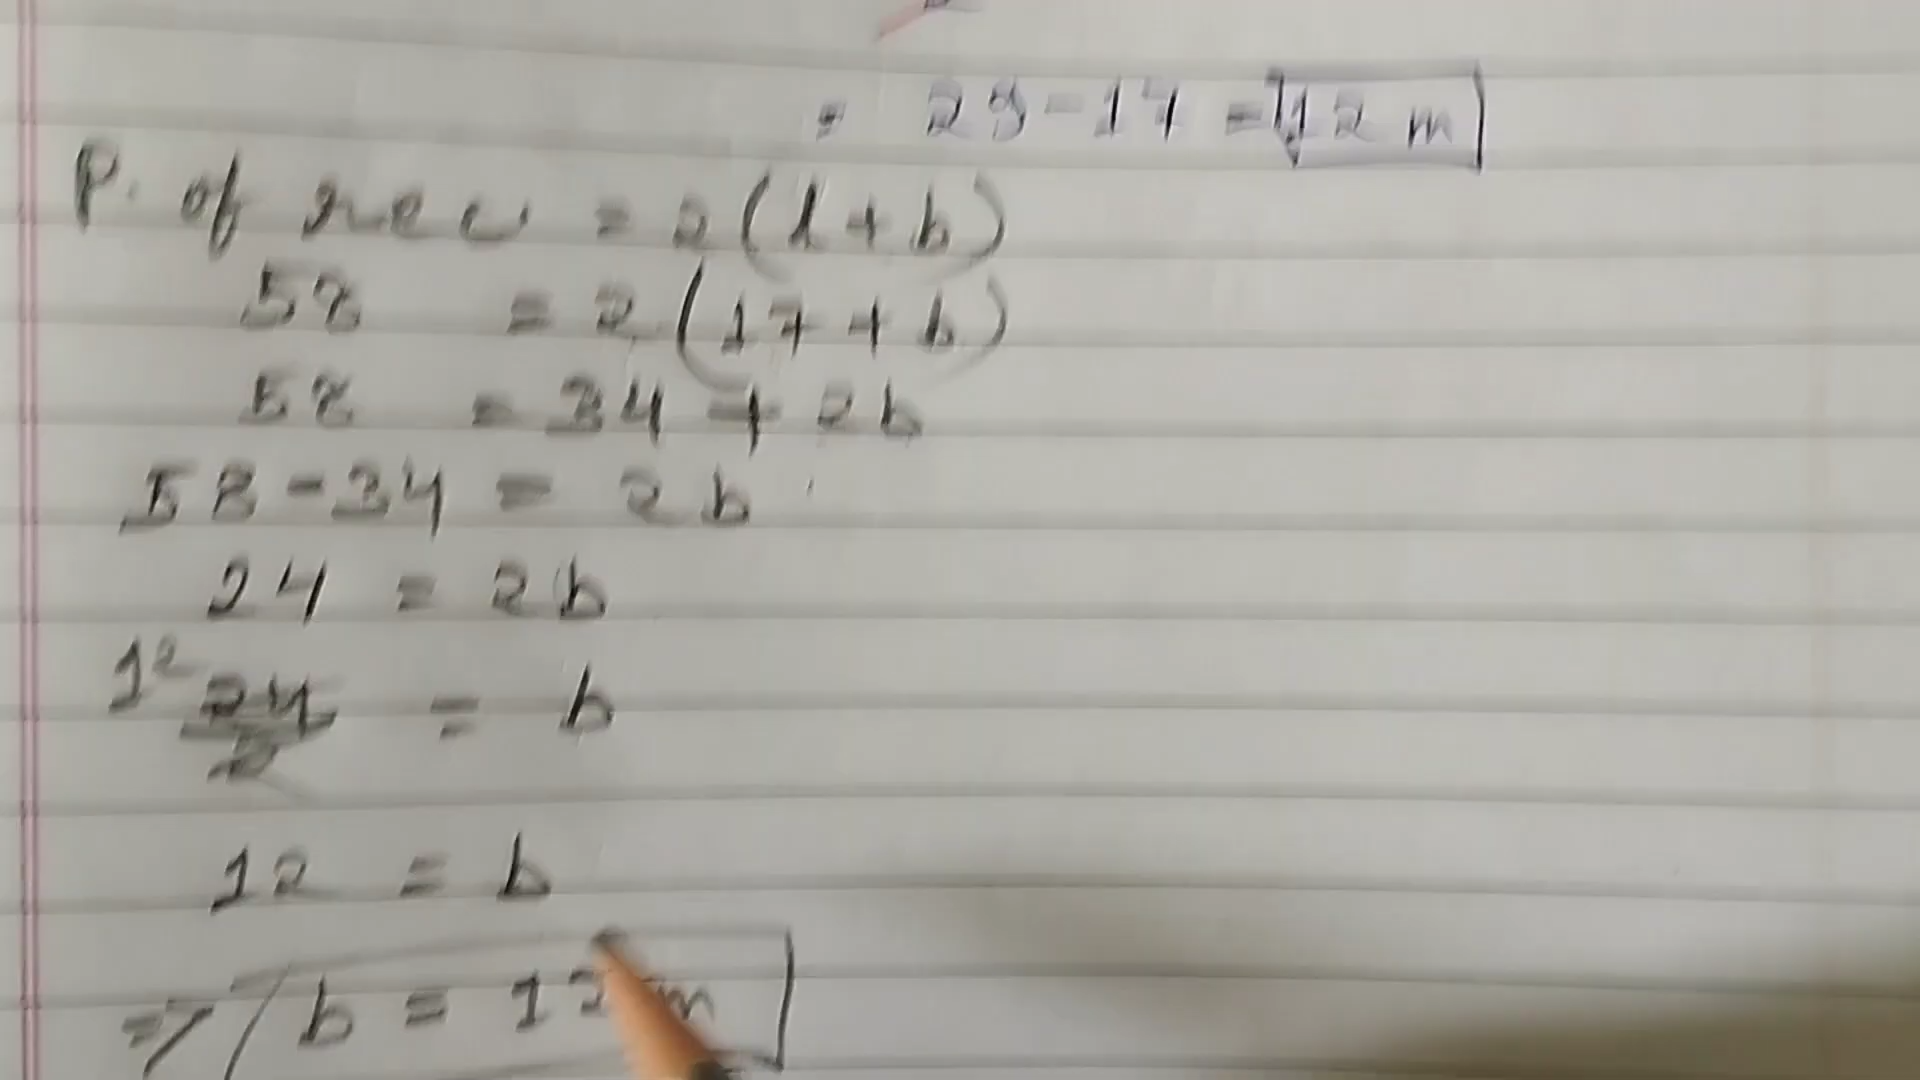 = 29 - 17 = 12 m
P. of rec = 2 (l + b)
58 = 2 (17 + b)
58 = 34 + 2b
58 - 34 = 2b
24 = 2b
12 24/2 = b
12 = b
=> b = 12 m